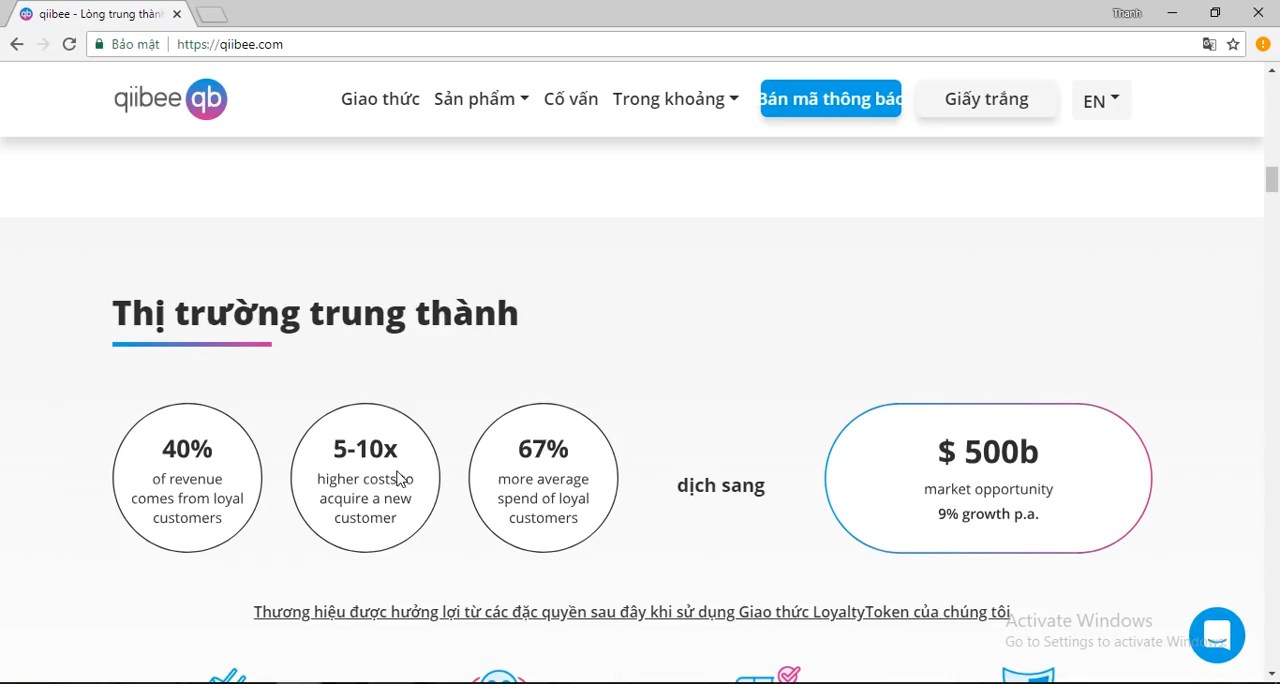 qiibee - Lòng trung thàn
Thanh
Bảo mật
https://qiibee.com
qiibee qb
Giao thức
Sản phẩm
Cố vấn
Trong khoảng
Bán mã thông báo
Giấy trắng
EN
Thị trường trung thành
40%
of revenue
comes from loyal
customers
5-10x
higher costs to
acquire a new
customer
67%
more average
spend of loyal
customers
dịch sang
$ 500b
market opportunity
9% growth p.a.
Thương hiệu được hưởng lợi từ các đặc quyền sau đây khi sử dụng Giao thức LoyaltyToken của chúng tôi
Activate Windows
Go to Settings to activate Windows.